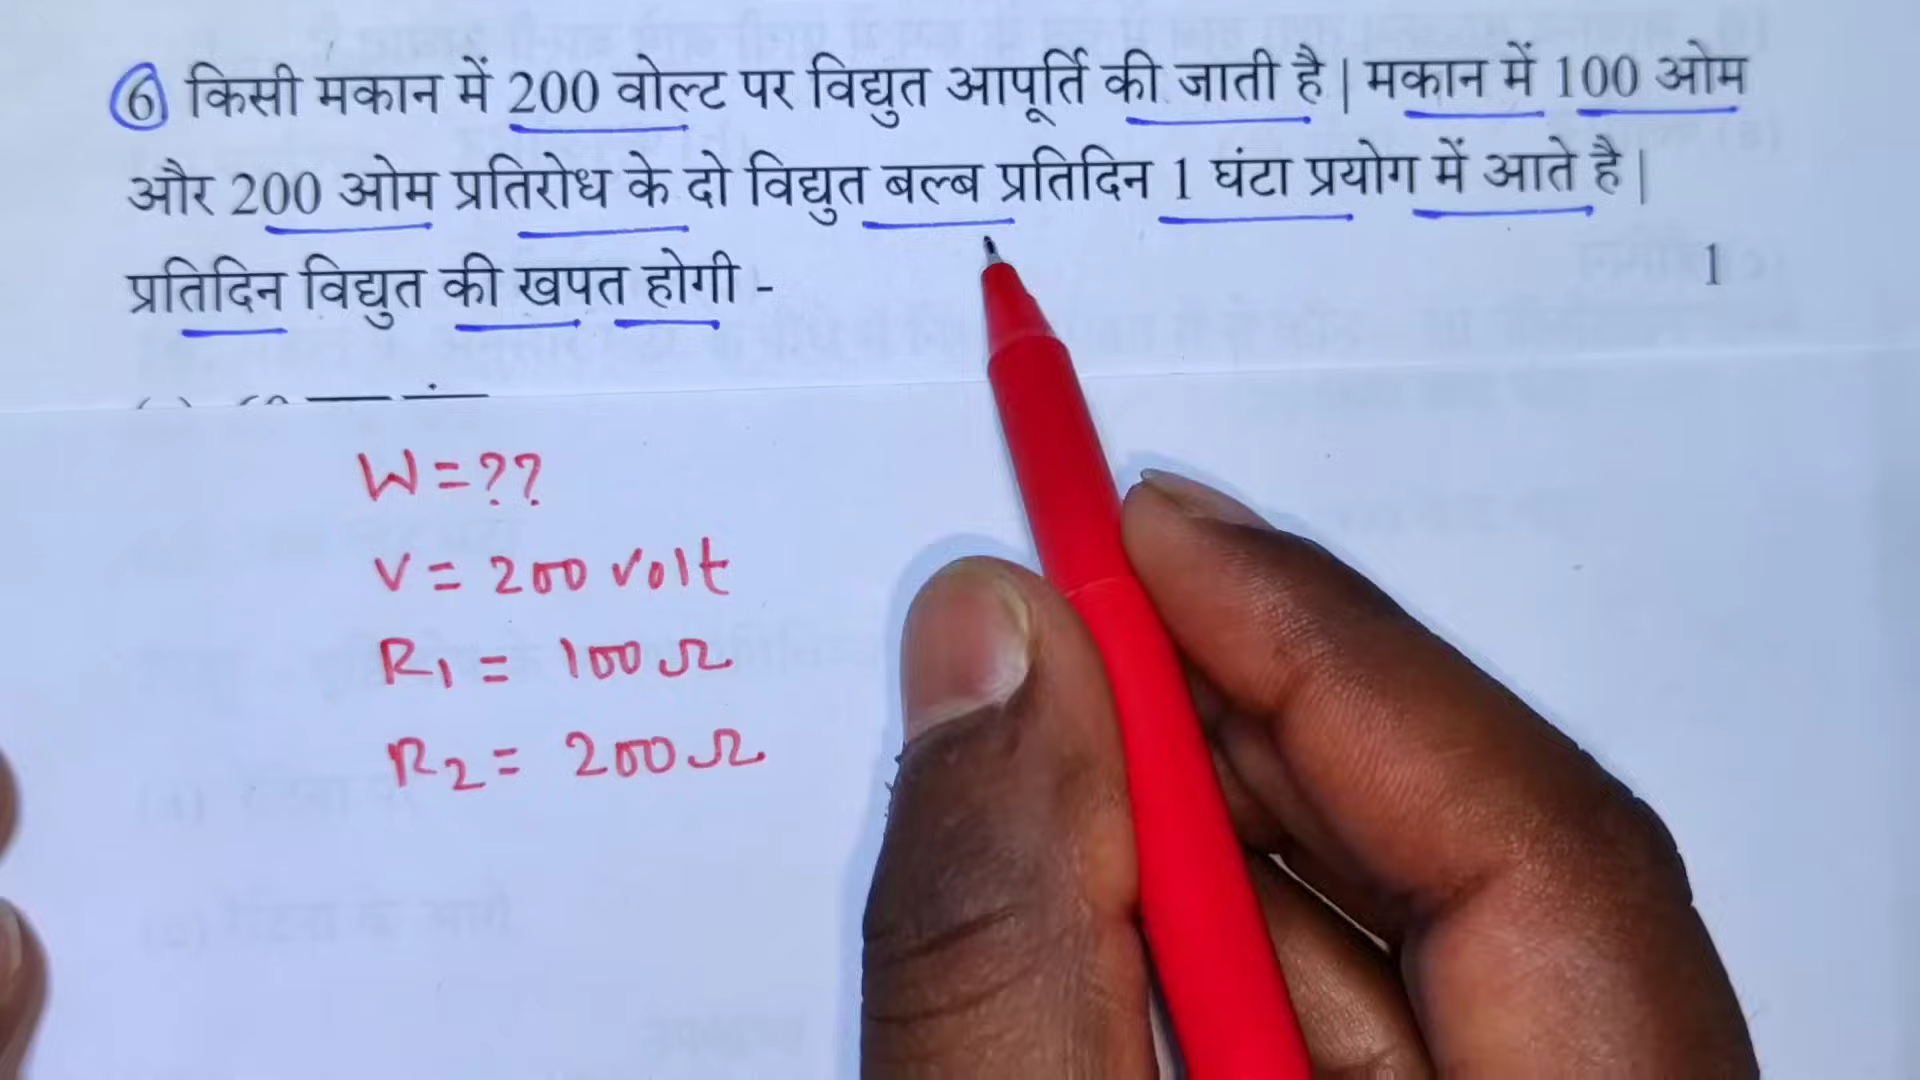 6 किसी मकान में 200 वोल्ट पर विद्युत आपूर्ति की जाती है | मकान में 100 ओम
और 200 ओम प्रतिरोध के दो विद्युत बल्ब प्रतिदिन 1 घंटा प्रयोग में आते है |
प्रतिदिन विद्युत की खपत होगी -
1
W = ??
V = 200 volt
R1 = 100 Ω
R2 = 200 Ω